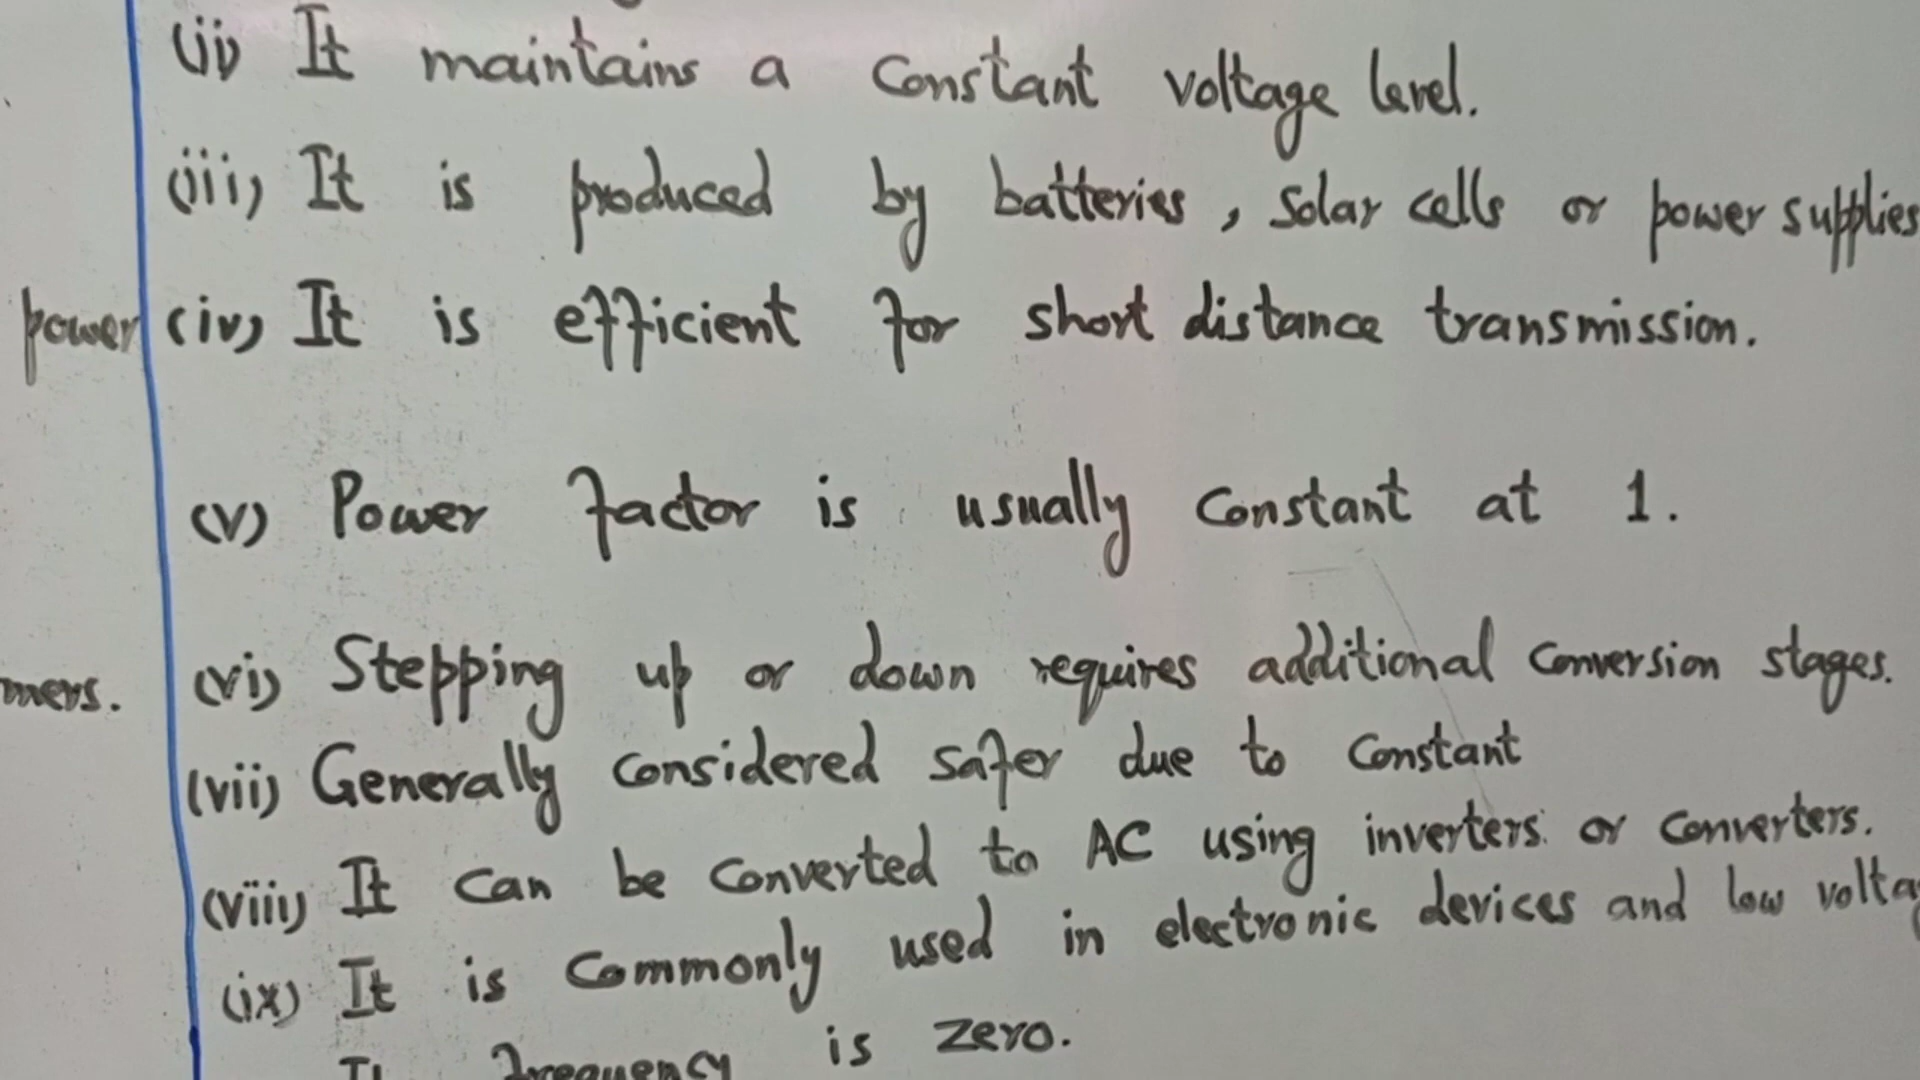 (ii) It maintains a constant voltage level.
(iii) It is produced by batteries, solar cells or power supplies
power
(iv) It is efficient for short distance transmission.
(v) Power factor is usually constant at 1.
mers.
(vi) Stepping up or down requires additional conversion stages.
(vii) Generally considered safer due to constant
(viii) It can be converted to AC using inverters or converters.
(ix) It is commonly used in electronic devices and low volta
frequency is zero.